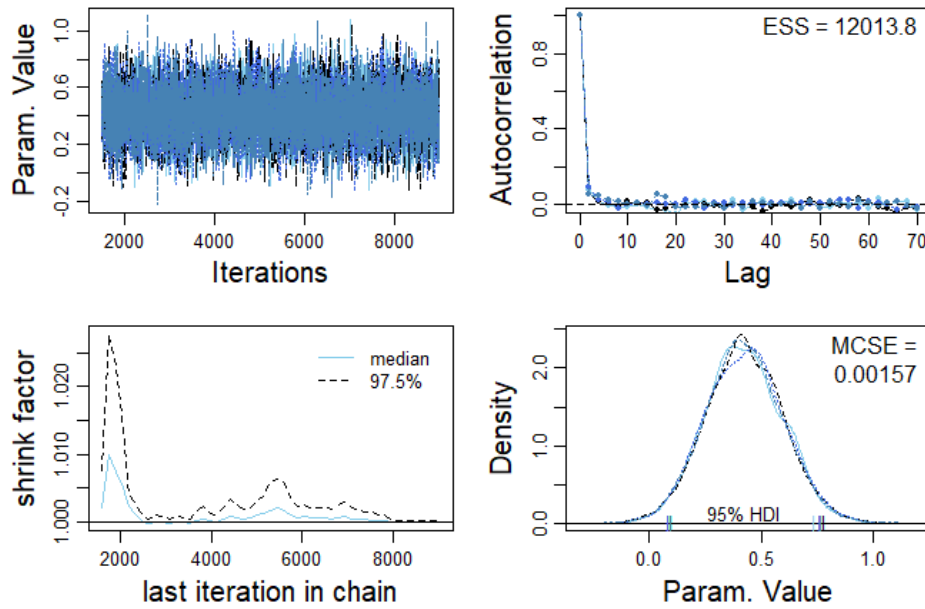 Param. Value
1.0
0.6
0.2
-0.2
2000 4000 6000 8000
Iterations
ESS = 12013.8
Autocorrelation
0.8
0.4
0.0
0 10 20 30 40 50 60 70
Lag
shrink factor
1.020
1.010
1.000
median
97.5%
2000 4000 6000 8000
last iteration in chain
MCSE =
0.00157
Density
2.0
1.0
0.0
95% HDI
0.0 0.5 1.0
Param. Value